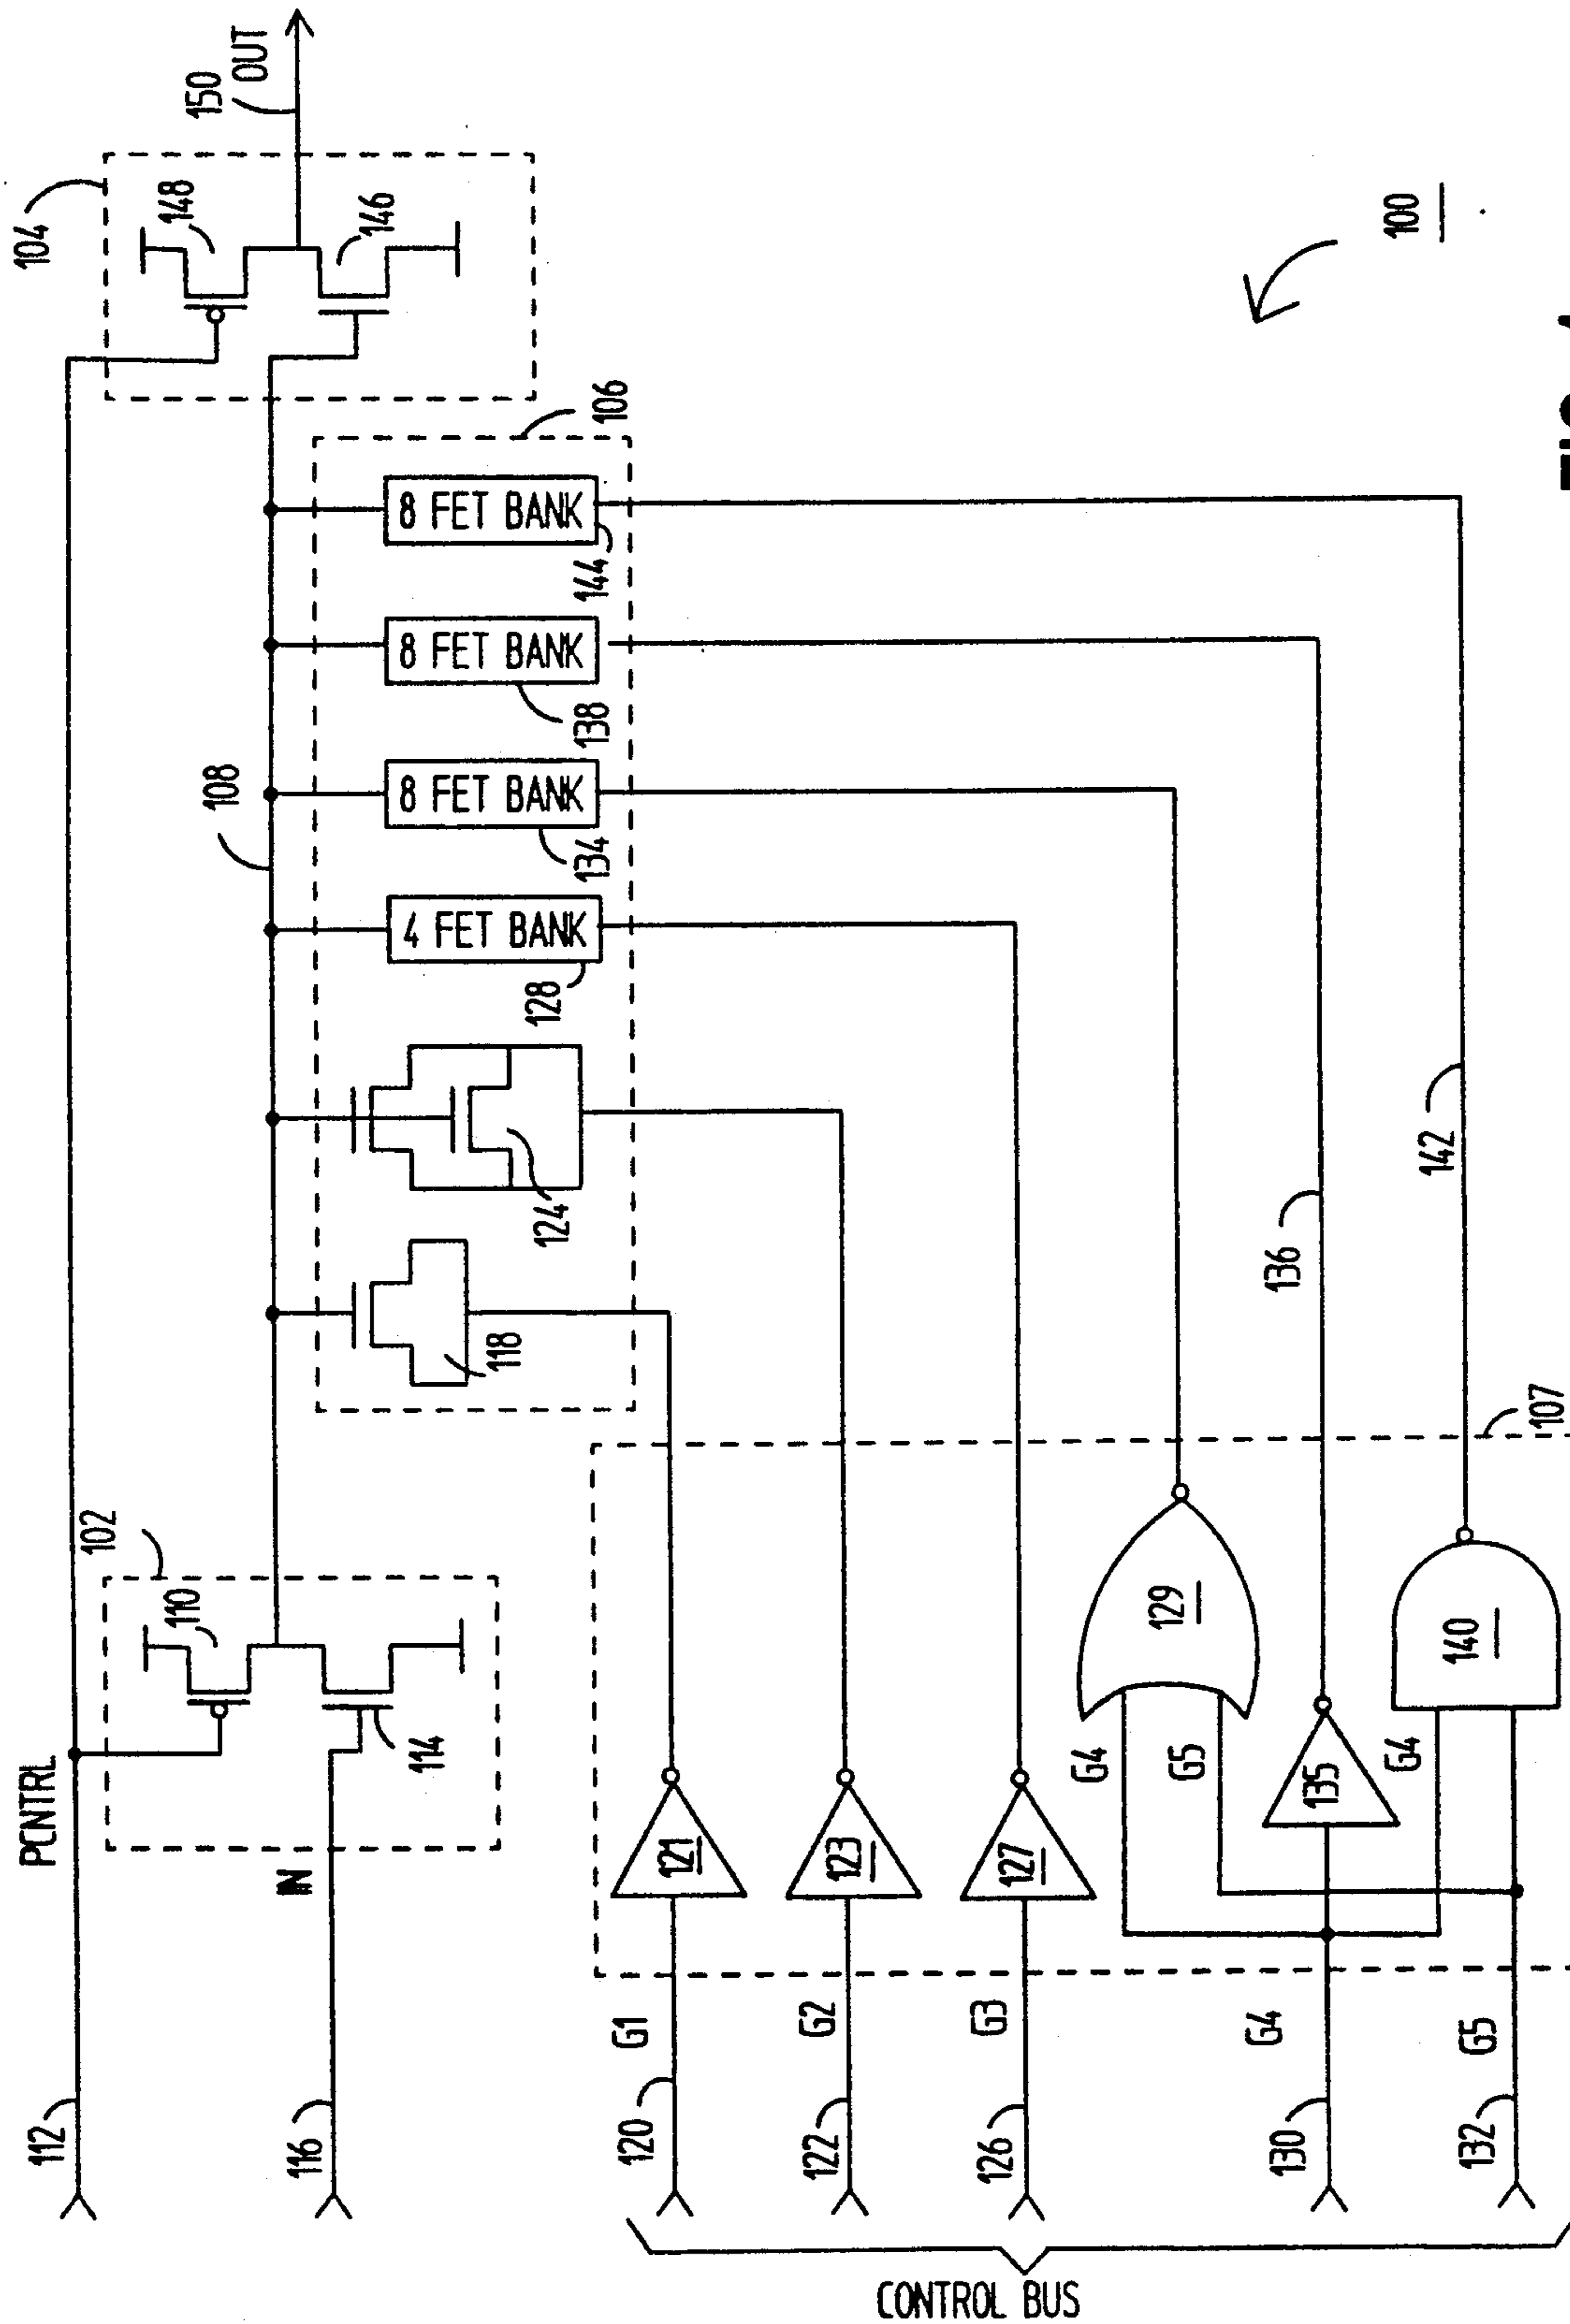 104
148
150
OUT
146
106
8 FET BANK
144
8 FET BANK
138
108
8 FET BANK
134
4 FET BANK
128
124
118
102
110
PCNTRL
114
IN
112
116
100
142
136
107
129
140
G4
G5
135
G4
121
123
127
G1
120
G2
122
G3
126
G4
130
G5
132
CONTROL BUS